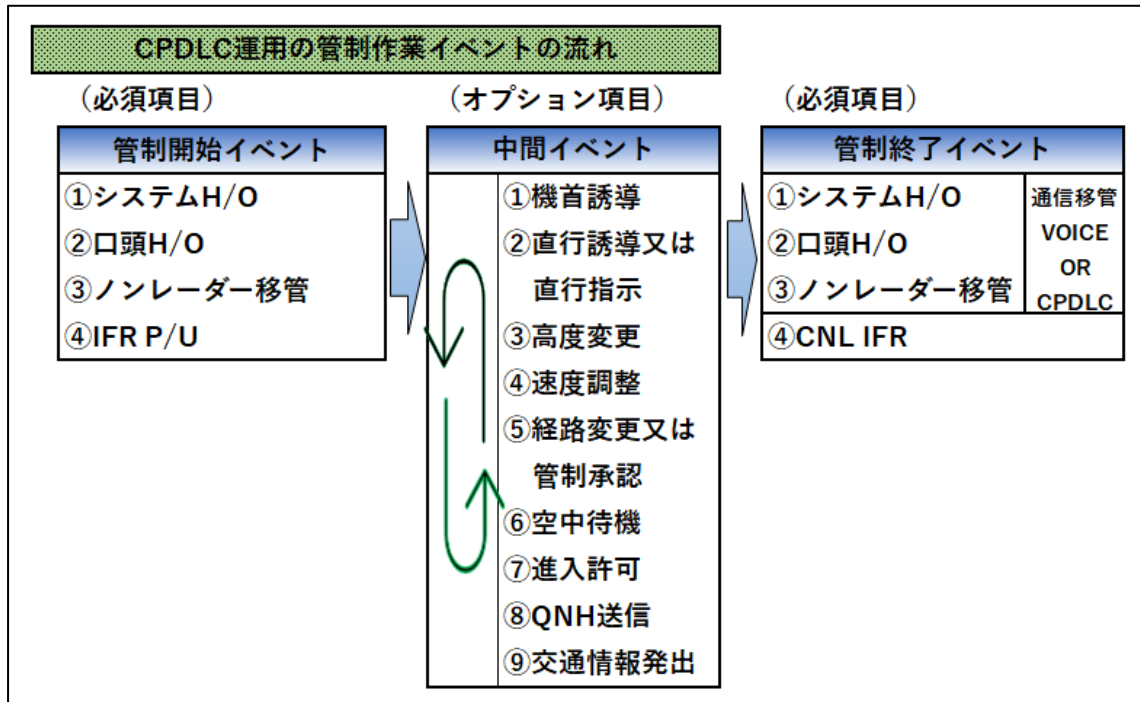 CPDLC運用の管制作業イベントの流れ
（必須項目）
管制開始イベント
①システムH/O
②口頭H/O
③ノンレーダー移管
④IFR P/U
（オプション項目）
中間イベント
①機首誘導
②直行誘導又は
直行指示
③高度変更
④速度調整
⑤経路変更又は
管制承認
⑥空中待機
⑦進入許可
⑧QNH送信
⑨交通情報発出
（必須項目）
管制終了イベント
①システムH/O
②口頭H/O
③ノンレーダー移管
④CNL IFR
通信移管
VOICE
OR
CPDLC